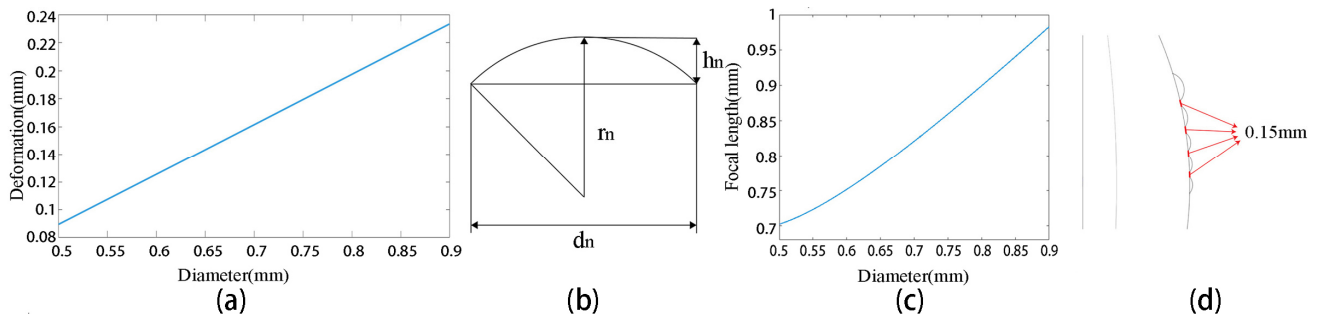 0.24
0.22
0.2
0.18
0.16
0.14
0.12
0.1
0.08
Deformation(mm)
0.5 0.55 0.6 0.65 0.7 0.75 0.8 0.85 0.9
Diameter(mm)
(a)
hn
rn
dn
(b)
1
0.95
0.9
0.85
0.8
0.75
0.7
Focal length(mm)
0.5 0.55 0.6 0.65 0.7 0.75 0.8 0.85 0.9
Diameter(mm)
(c)
0.15mm
(d)